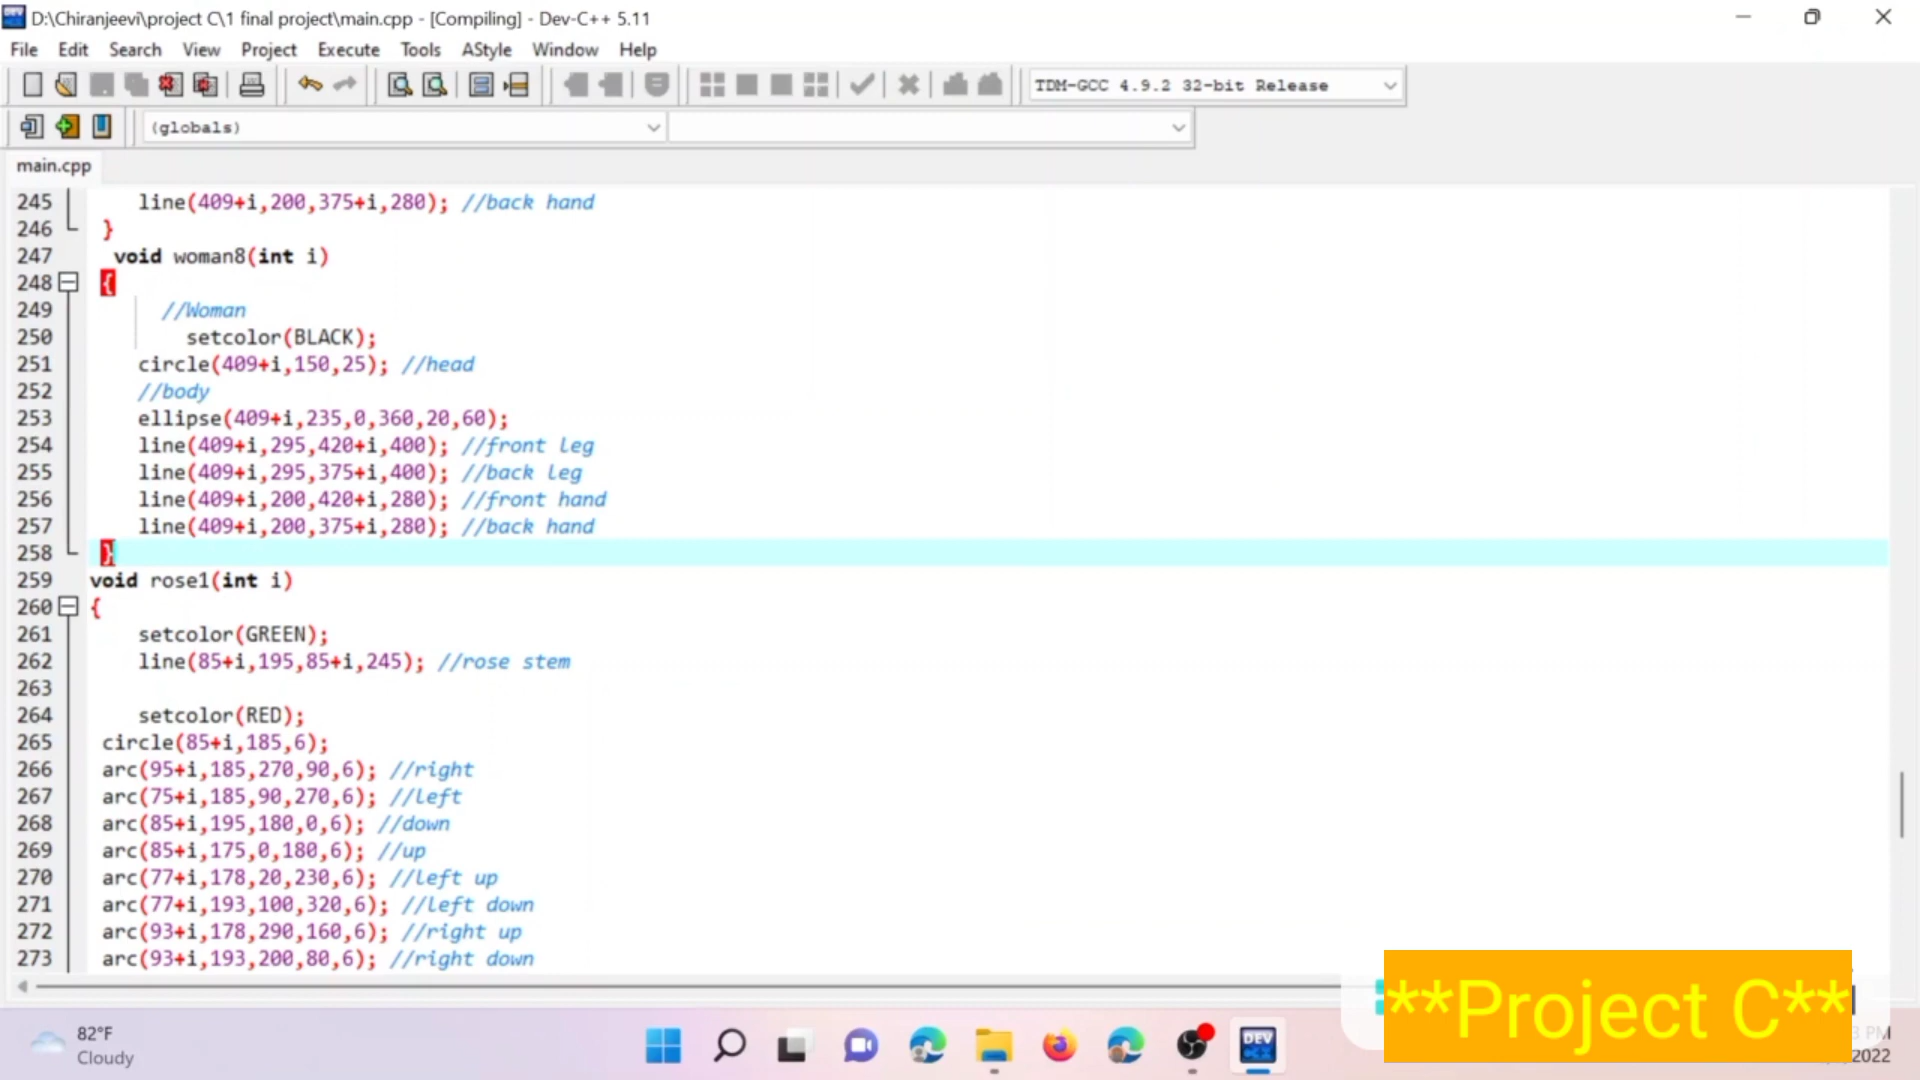 D:\Chiranjeevi\project C\1 final project\main.cpp - [Compiling] - Dev-C++ 5.11
File Edit Search View Project Execute Tools AStyle Window Help
TDM-GCC 4.9.2 32-bit Release
(globals)
main.cpp
245 line(409+i,200,375+i,280); //back hand
246 }
247 void woman8(int i)
248 {
249 //Woman
250 setcolor(BLACK);
251 circle(409+i,150,25); //head
252 //body
253 ellipse(409+i,235,0,360,20,60);
254 line(409+i,295,420+i,400); //front leg
255 line(409+i,295,375+i,400); //back leg
256 line(409+i,200,420+i,280); //front hand
257 line(409+i,200,375+i,280); //back hand
258 }
259 void rose1(int i)
260 {
261 setcolor(GREEN);
262 line(85+i,195,85+i,245); //rose stem
263
264 setcolor(RED);
265 circle(85+i,185,6);
266 arc(95+i,185,270,90,6); //right
267 arc(75+i,185,90,270,6); //left
268 arc(85+i,195,180,0,6); //down
269 arc(85+i,175,0,180,6); //up
270 arc(77+i,178,20,230,6); //left up
271 arc(77+i,193,100,320,6); //left down
272 arc(93+i,178,290,160,6); //right up
273 arc(93+i,193,200,80,6); //right down
**Project C**
82°F
Cloudy
DEV
PM
2022